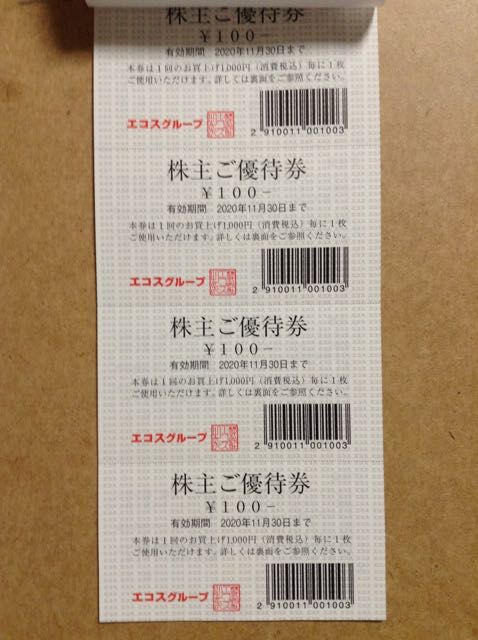 株主ご優待券
¥100−
有効期間 2020年11月30日まで
本券は1回のお買上げ1,000円(消費税込)毎に1枚
ご使用いただけます。詳しくは裏面をご参照ください。
エコスグループ
2 910011 001003
株主ご優待券
¥100−
有効期間 2020年11月30日まで
本券は1回のお買上げ1,000円(消費税込)毎に1枚
ご使用いただけます。詳しくは裏面をご参照ください。
エコスグループ
2 910011 001003
株主ご優待券
¥100−
有効期間 2020年11月30日まで
本券は1回のお買上げ1,000円(消費税込)毎に1枚
ご使用いただけます。詳しくは裏面をご参照ください。
エコスグループ
2 910011 001003
株主ご優待券
¥100−
有効期間 2020年11月30日まで
本券は1回のお買上げ1,000円(消費税込)毎に1枚
ご使用いただけます。詳しくは裏面をご参照ください。
エコスグループ
2 910011 001003